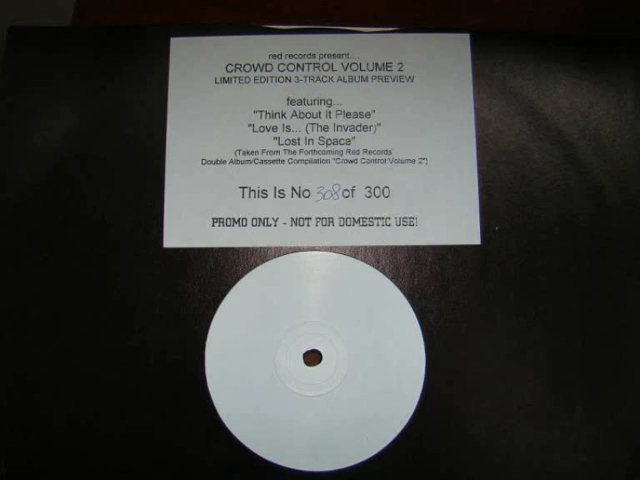 red records present....
CROWD CONTROL VOLUME 2
LIMITED EDITION 3-TRACK ALBUM PREVIEW
featuring...
"Think About It Please"
"Love Is... (The Invader)"
"Lost In Space"
(Taken From The Forthcoming Red Records'
Double Album/Cassette Compilation "Crowd Control:Volume 2")
This Is No 308 of 300
PROMO ONLY - NOT FOR DOMESTIC USE!